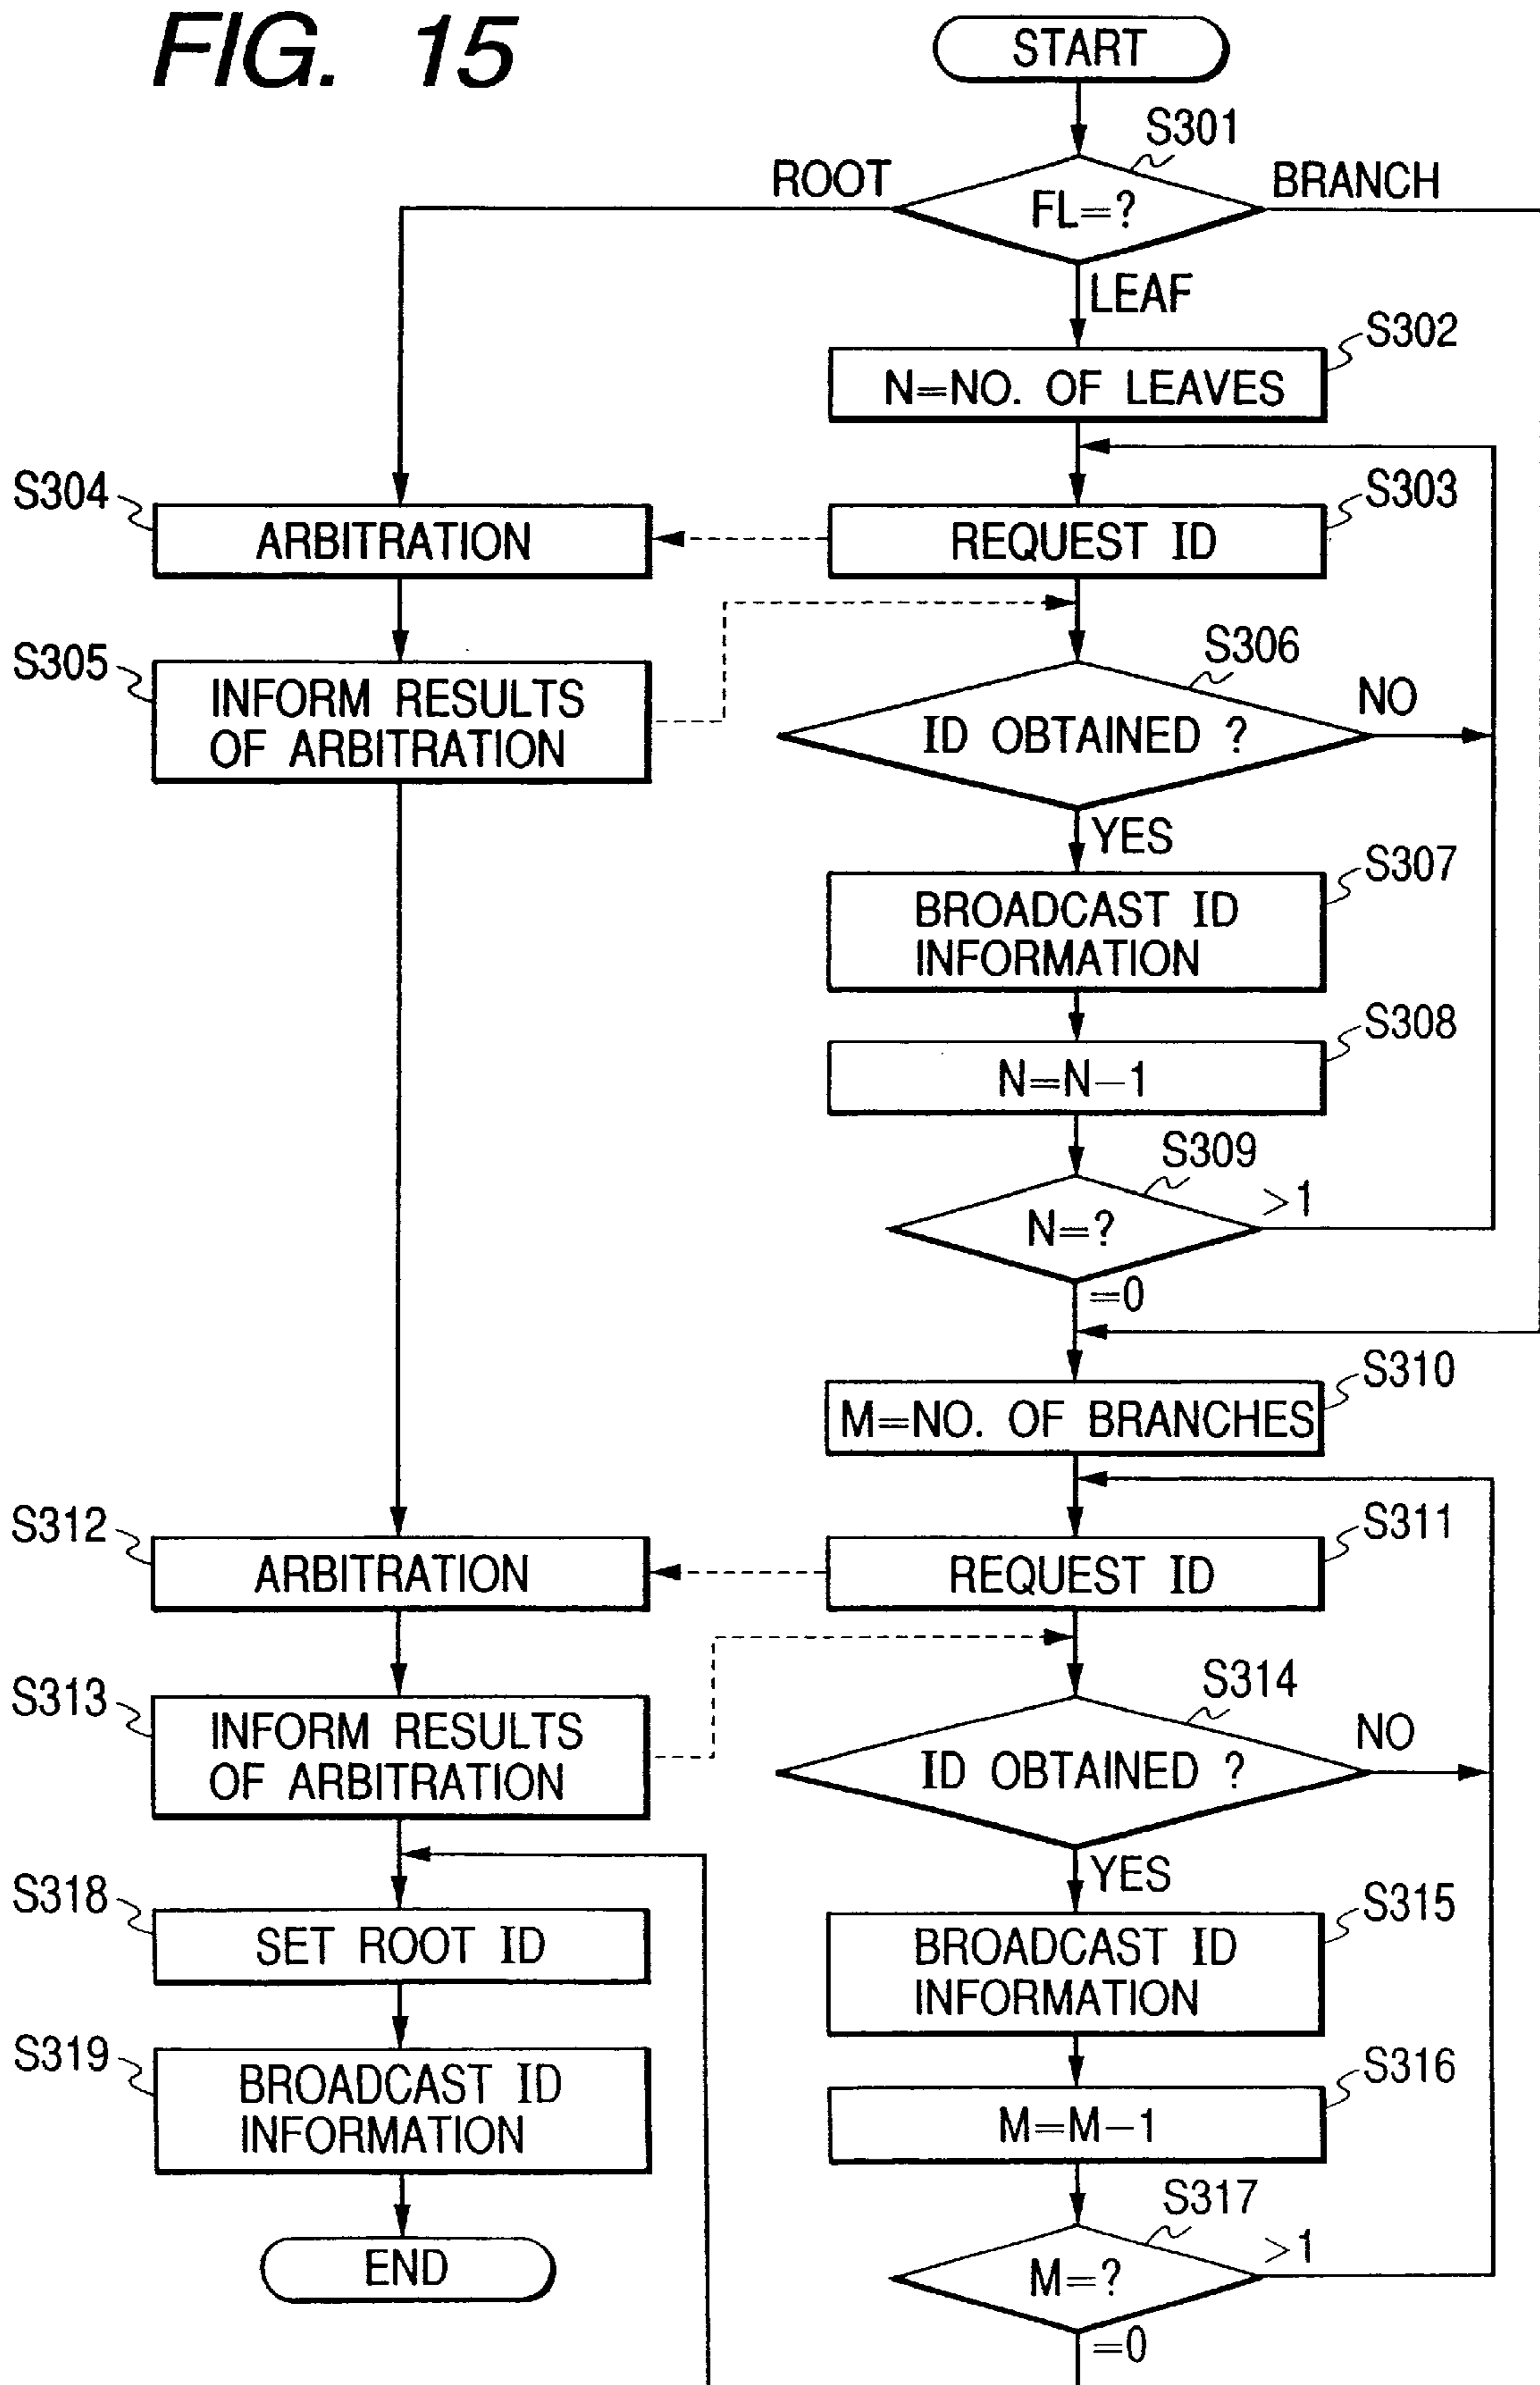 FIG. 15
START
S301
ROOT
BRANCH
FL=?
LEAF
S302
N=NO. OF LEAVES
S304
S303
ARBITRATION
REQUEST ID
S305
S306
INFORM RESULTS
OF ARBITRATION
NO
ID OBTAINED ?
YES
S307
BROADCAST ID
INFORMATION
S308
N=N-1
S309
>1
N=?
=0
S310
M=NO. OF BRANCHES
S312
S311
ARBITRATION
REQUEST ID
S313
S314
INFORM RESULTS
OF ARBITRATION
NO
ID OBTAINED ?
YES
S318
S315
SET ROOT ID
BROADCAST ID
INFORMATION
S319
S316
BROADCAST ID
INFORMATION
M=M-1
S317
>1
END
M=?
=0